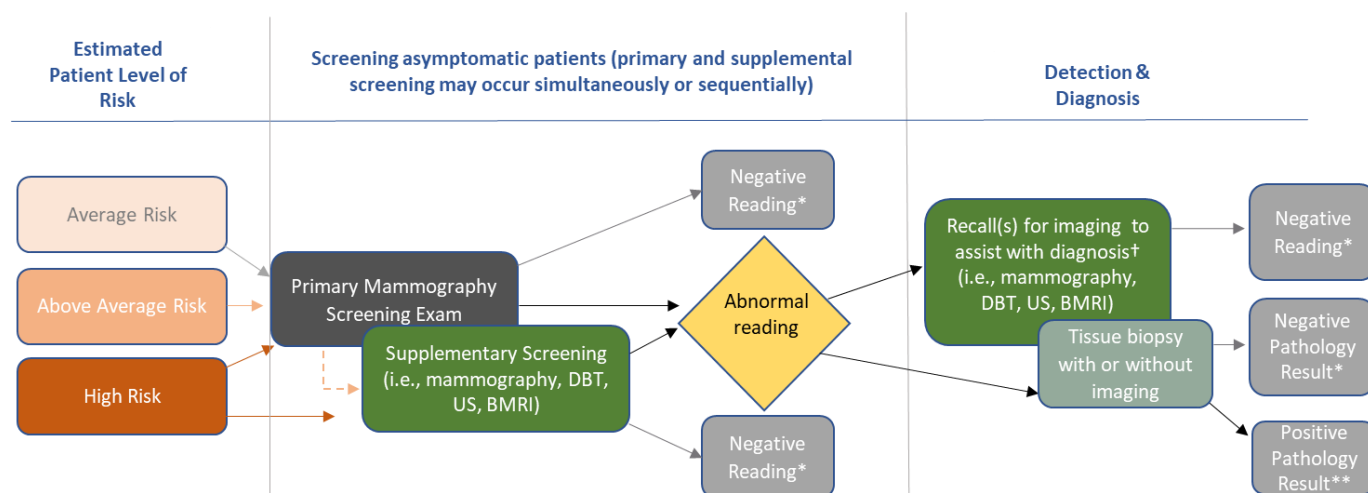 Estimated
Patient Level of
Risk
Screening asymptomatic patients (primary and supplemental
screening may occur simultaneously or sequentially)
Detection &
Diagnosis
Average Risk
Above Average Risk
High Risk
Primary Mammography
Screening Exam
Supplementary Screening
(i.e., mammography, DBT,
US, BMRI)
Negative
Reading*
Abnormal
reading
Negative
Reading*
Recall(s) for imaging to
assist with diagnosis†
(i.e., mammography,
DBT, US, BMRI)
Tissue biopsy
with or without
imaging
Negative
Reading*
Negative
Pathology
Result*
Positive
Pathology
Result**